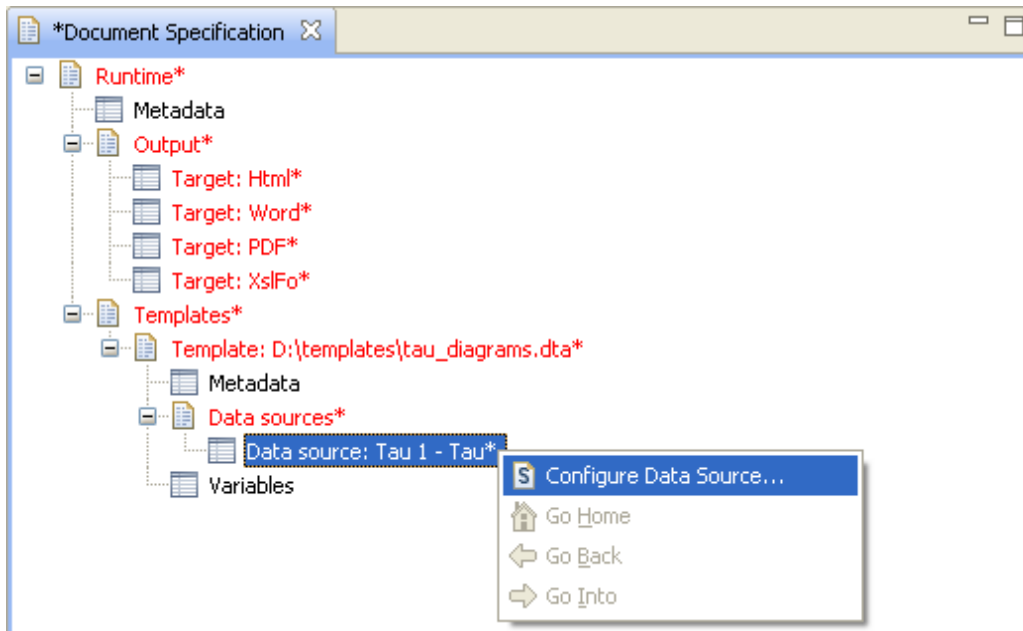 *Document Specification
Runtime*
Metadata
Output*
Target: Html*
Target: Word*
Target: PDF*
Target: XslFo*
Templates*
Template: D:\templates\tau_diagrams.dta*
Metadata
Data sources*
Data source: Tau 1 - Tau*
Configure Data Source...
Variables
Go Home
Go Back
Go Into